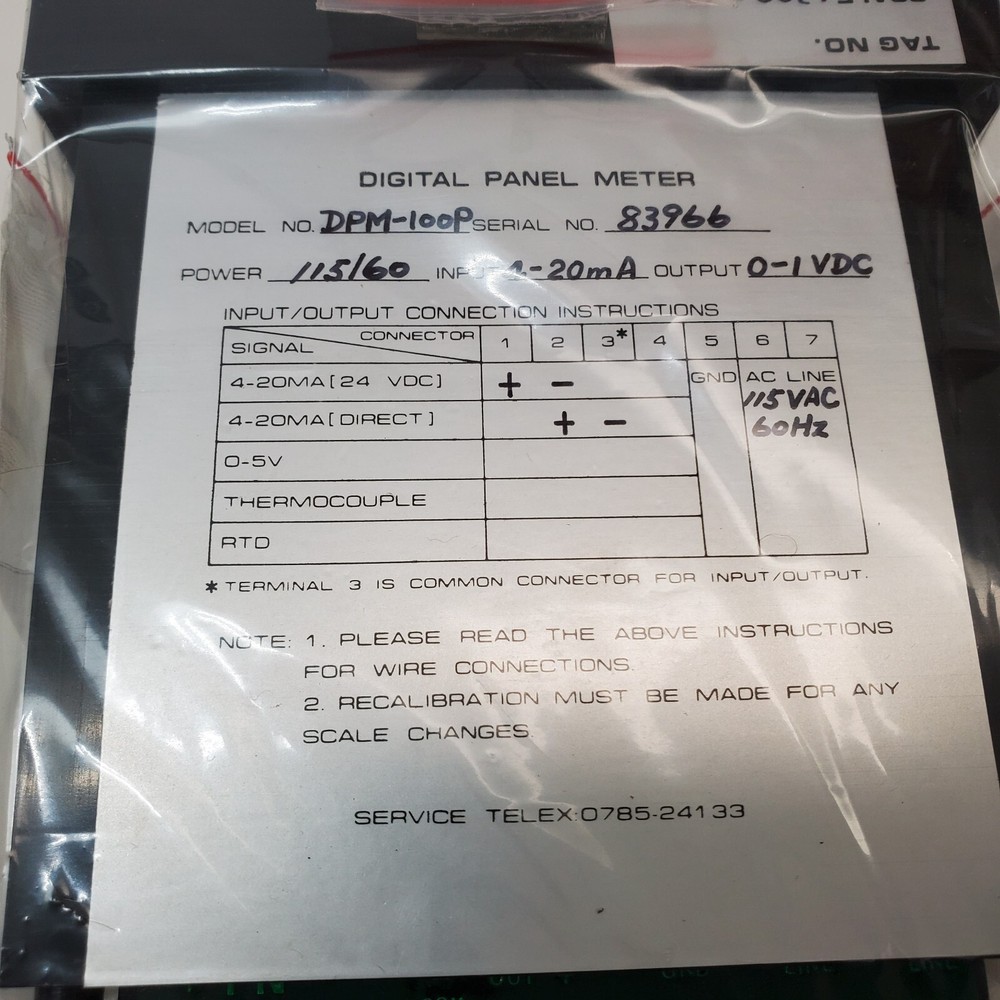 TAG NO.
DIGITAL PANEL METER
MODEL NO. DPM-100P SERIAL NO. 83966
POWER 115/60 INPUT 4-20mA OUTPUT 0-1 VDC
INPUT/OUTPUT CONNECTION INSTRUCTIONS
SIGNAL CONNECTOR 1 2 3* 4 5 6 7
4-20MA[24 VDC] + - GND AC LINE
115VAC
4-20MA[DIRECT] + - 60Hz
0-5V
THERMOCOUPLE
RTD
* TERMINAL 3 IS COMMON CONNECTOR FOR INPUT/OUTPUT.
NOTE: 1. PLEASE READ THE ABOVE INSTRUCTIONS
FOR WIRE CONNECTIONS.
2. RECALIBRATION MUST BE MADE FOR ANY
SCALE CHANGES.
SERVICE TELEX:0785-24133